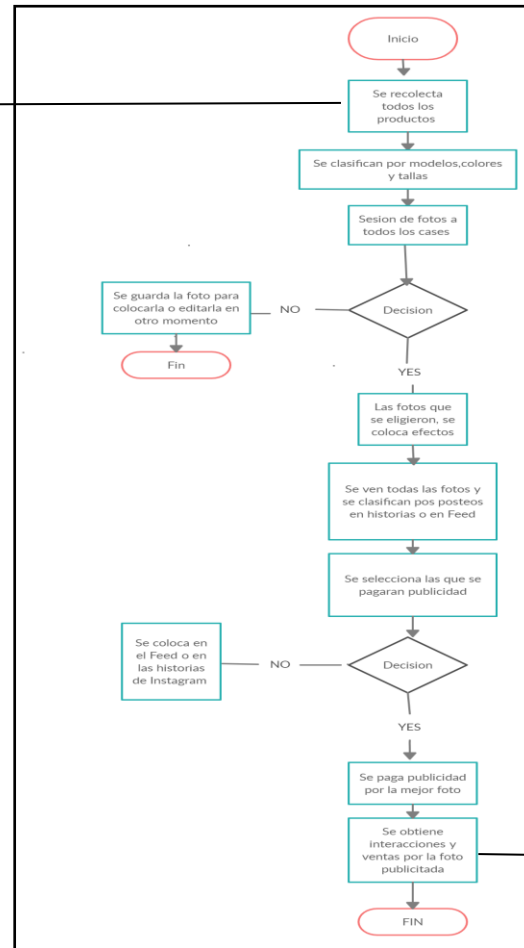 Inicio
Se recolecta
todos los
productos
Se clasifican por modelos,colores
y tallas
Sesion de fotos a
todos los cases
Se guarda la foto para
colocarla o editarla en
otro momento
NO
Decision
Fin
YES
Las fotos que
se eligieron, se
coloca efectos
Se ven todas las fotos y
se clasifican pos posteos
en historias o en Feed
Se selecciona las que se
pagaran publicidad
Se coloca en
el Feed o en
las historias
de Instagram
NO
Decision
YES
Se paga publicidad
por la mejor foto
Se obtiene
interacciones y
ventas por la foto
publicitada
FIN